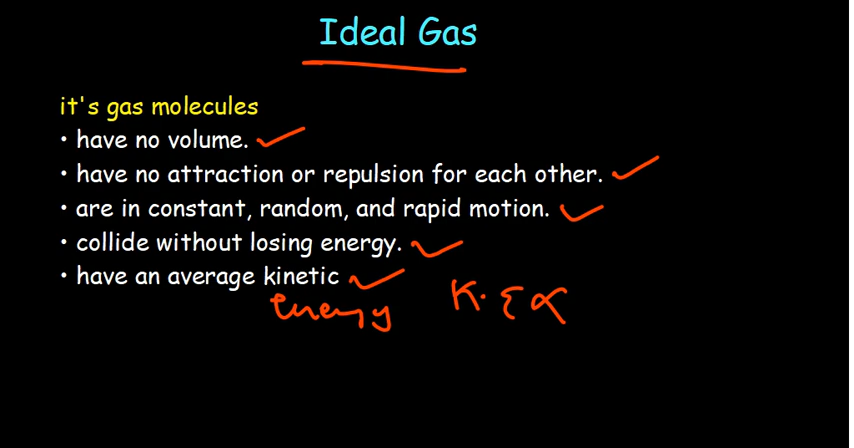 Ideal Gas
it's gas molecules
• have no volume.
• have no attraction or repulsion for each other.
• are in constant, random, and rapid motion.
• collide without losing energy.
• have an average kinetic
energy K.E ∝